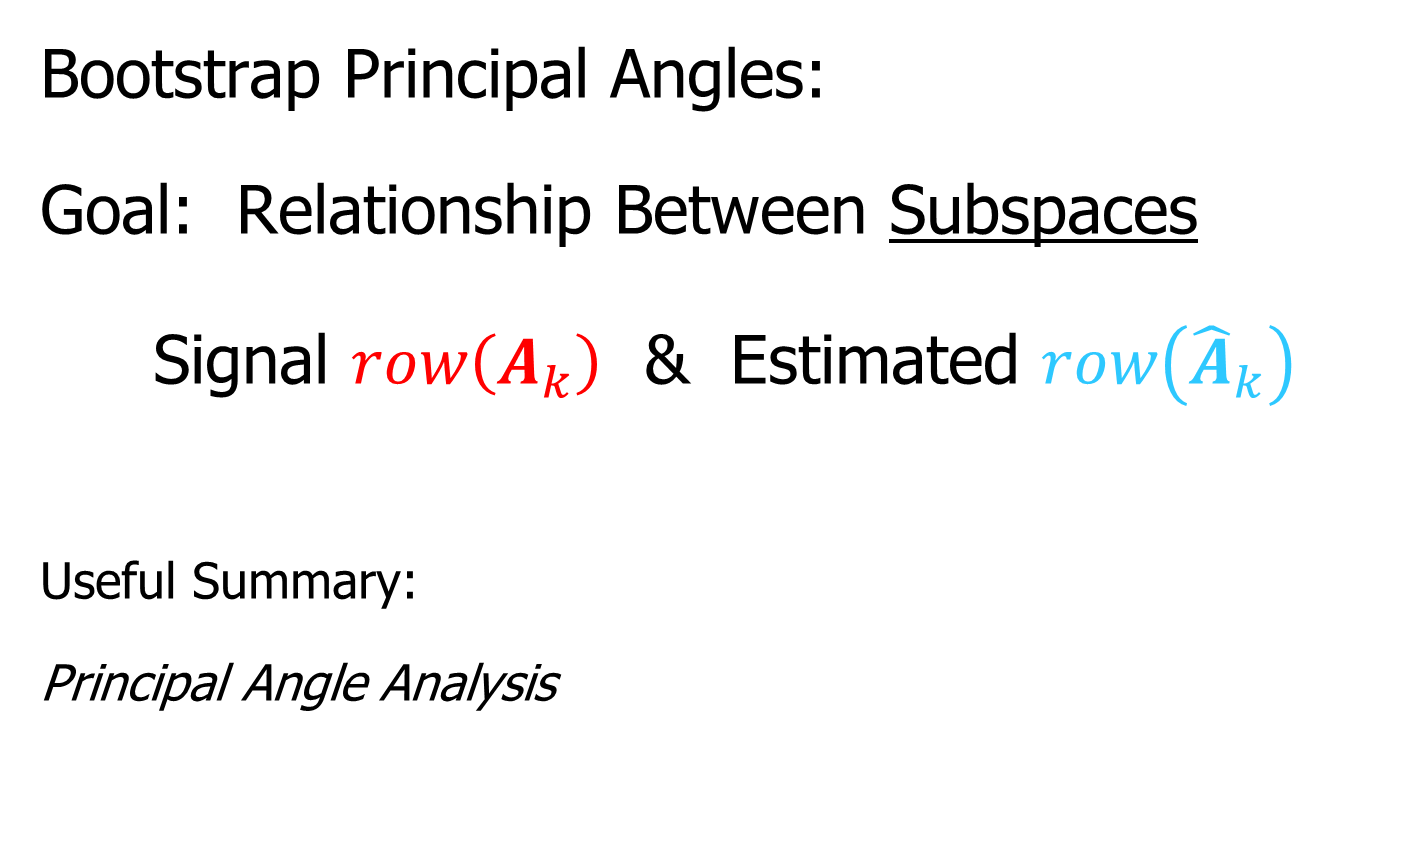 Bootstrap Principal Angles:
Goal: Relationship Between Subspaces
Signal row(A_k) & Estimated row(Â_k)
Useful Summary:
Principal Angle Analysis